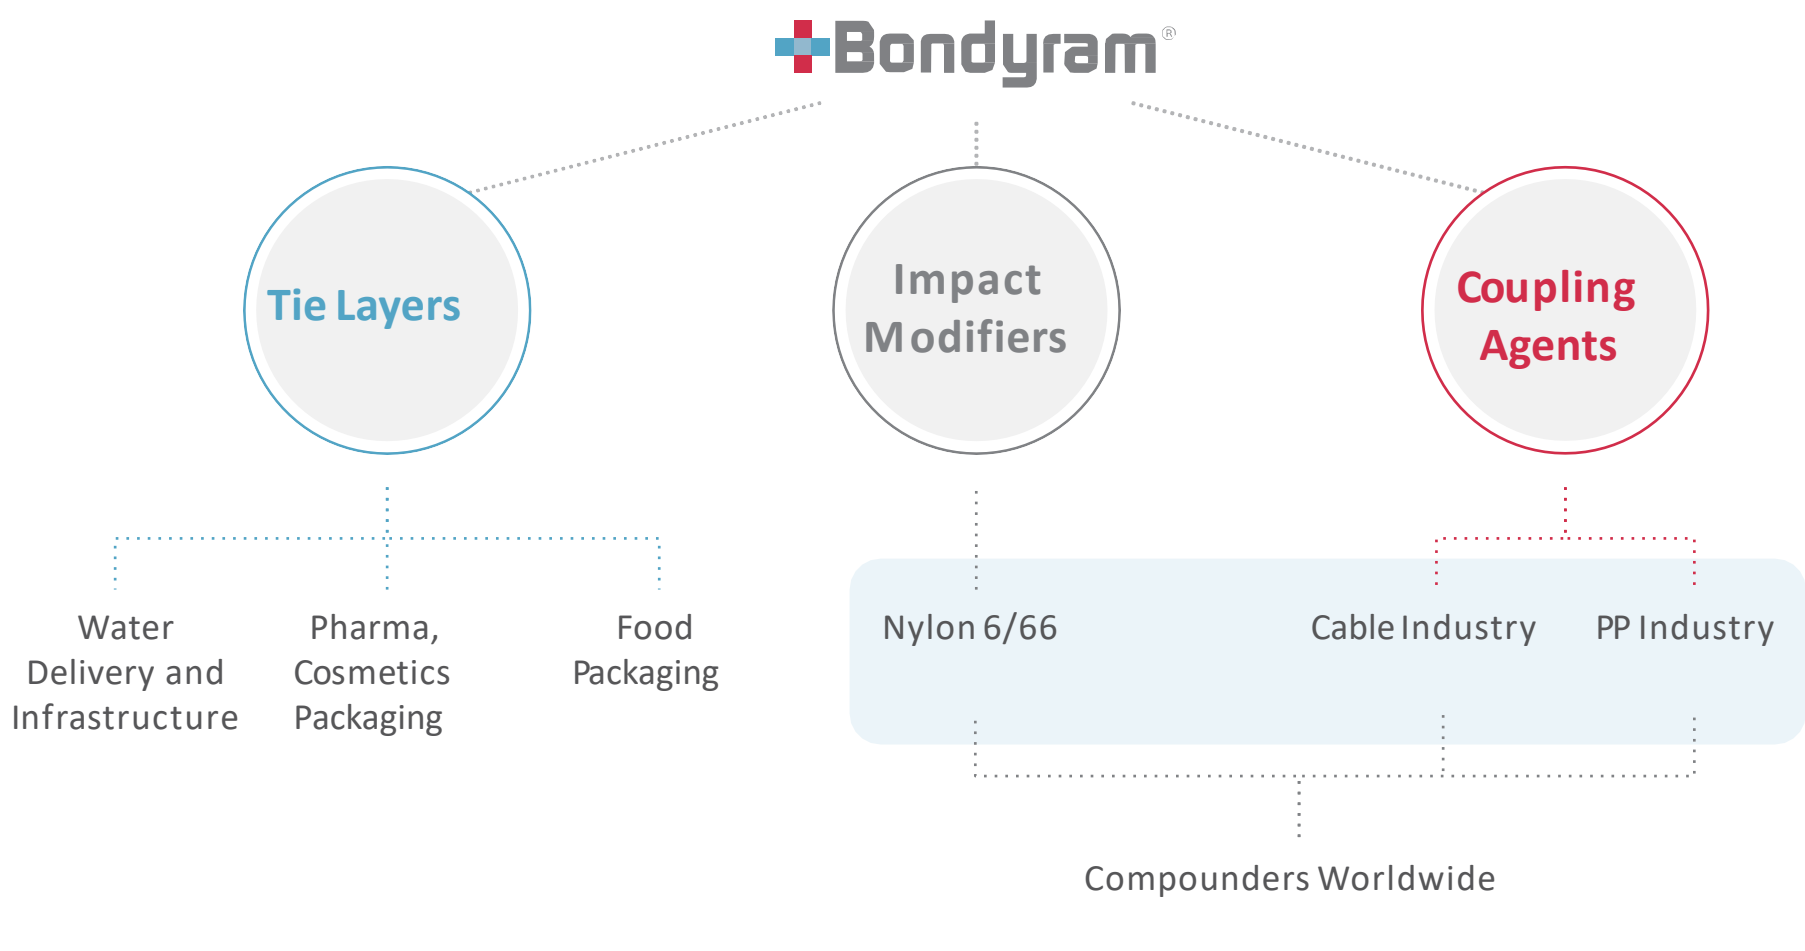 Bondyram®
Tie Layers
Impact
Modifiers
Coupling
Agents
Water
Delivery and
Infrastructure
Pharma,
Cosmetics
Packaging
Food
Packaging
Nylon 6/66
Cable Industry
PP Industry
Compounders Worldwide